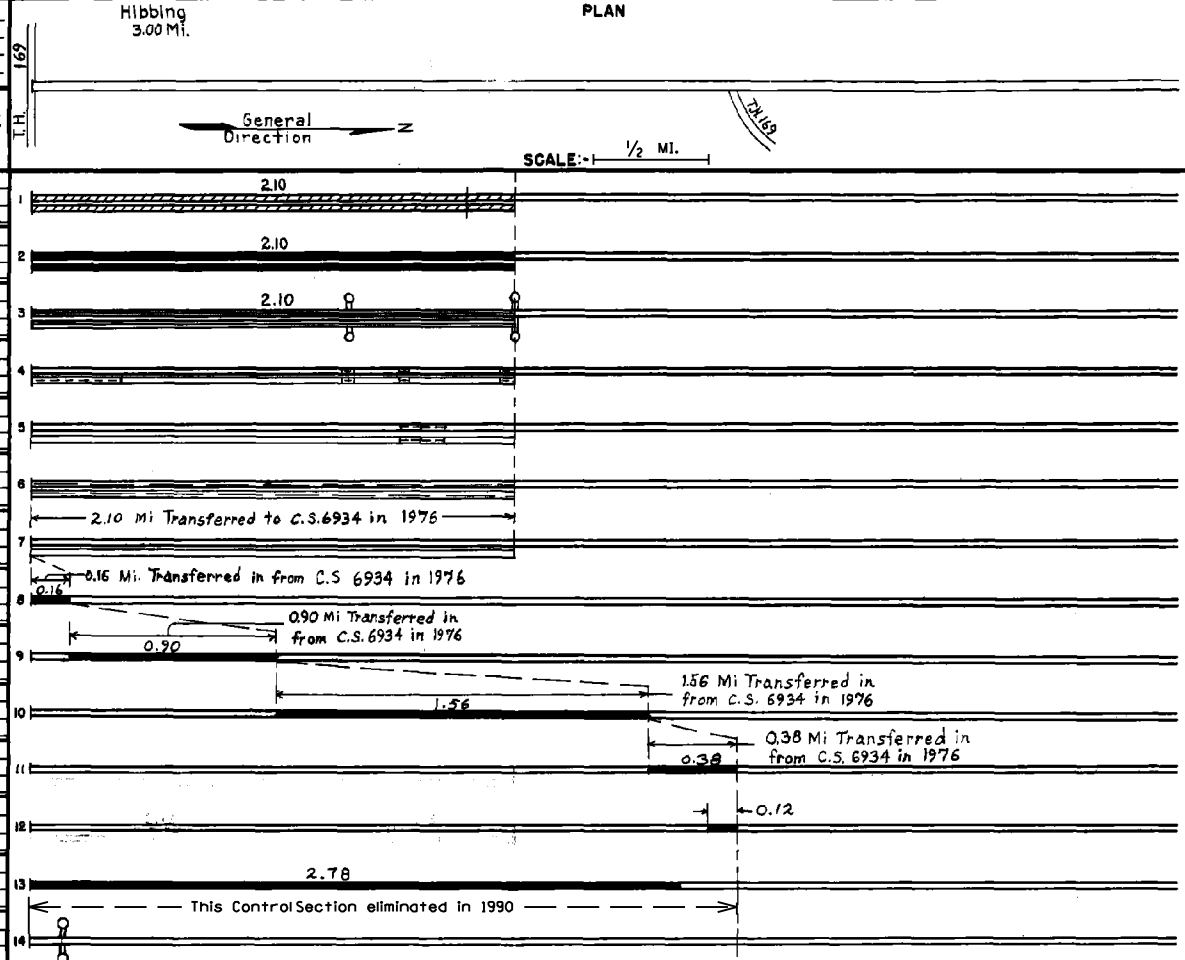 Hibbing
3.00 Mi.
PLAN
T.H. 169
T.H. 169
General
Direction
N
SCALE:- 1/2 MI.
1
2.10
2
2.10
3
2.10
4
5
6
2.10 Mi Transferred to C.S. 6934 in 1976
7
0.16 Mi. Transferred in from C.S 6934 in 1976
0.16
8
0.90 Mi Transferred in
from C.S. 6934 in 1976
0.90
9
1.56 Mi Transferred in
from C.S. 6934 in 1976
1.56
10
0.38 Mi Transferred in
from C.S. 6934 in 1976
0.38
11
0.12
12
2.78
13
This Control Section eliminated in 1990
14